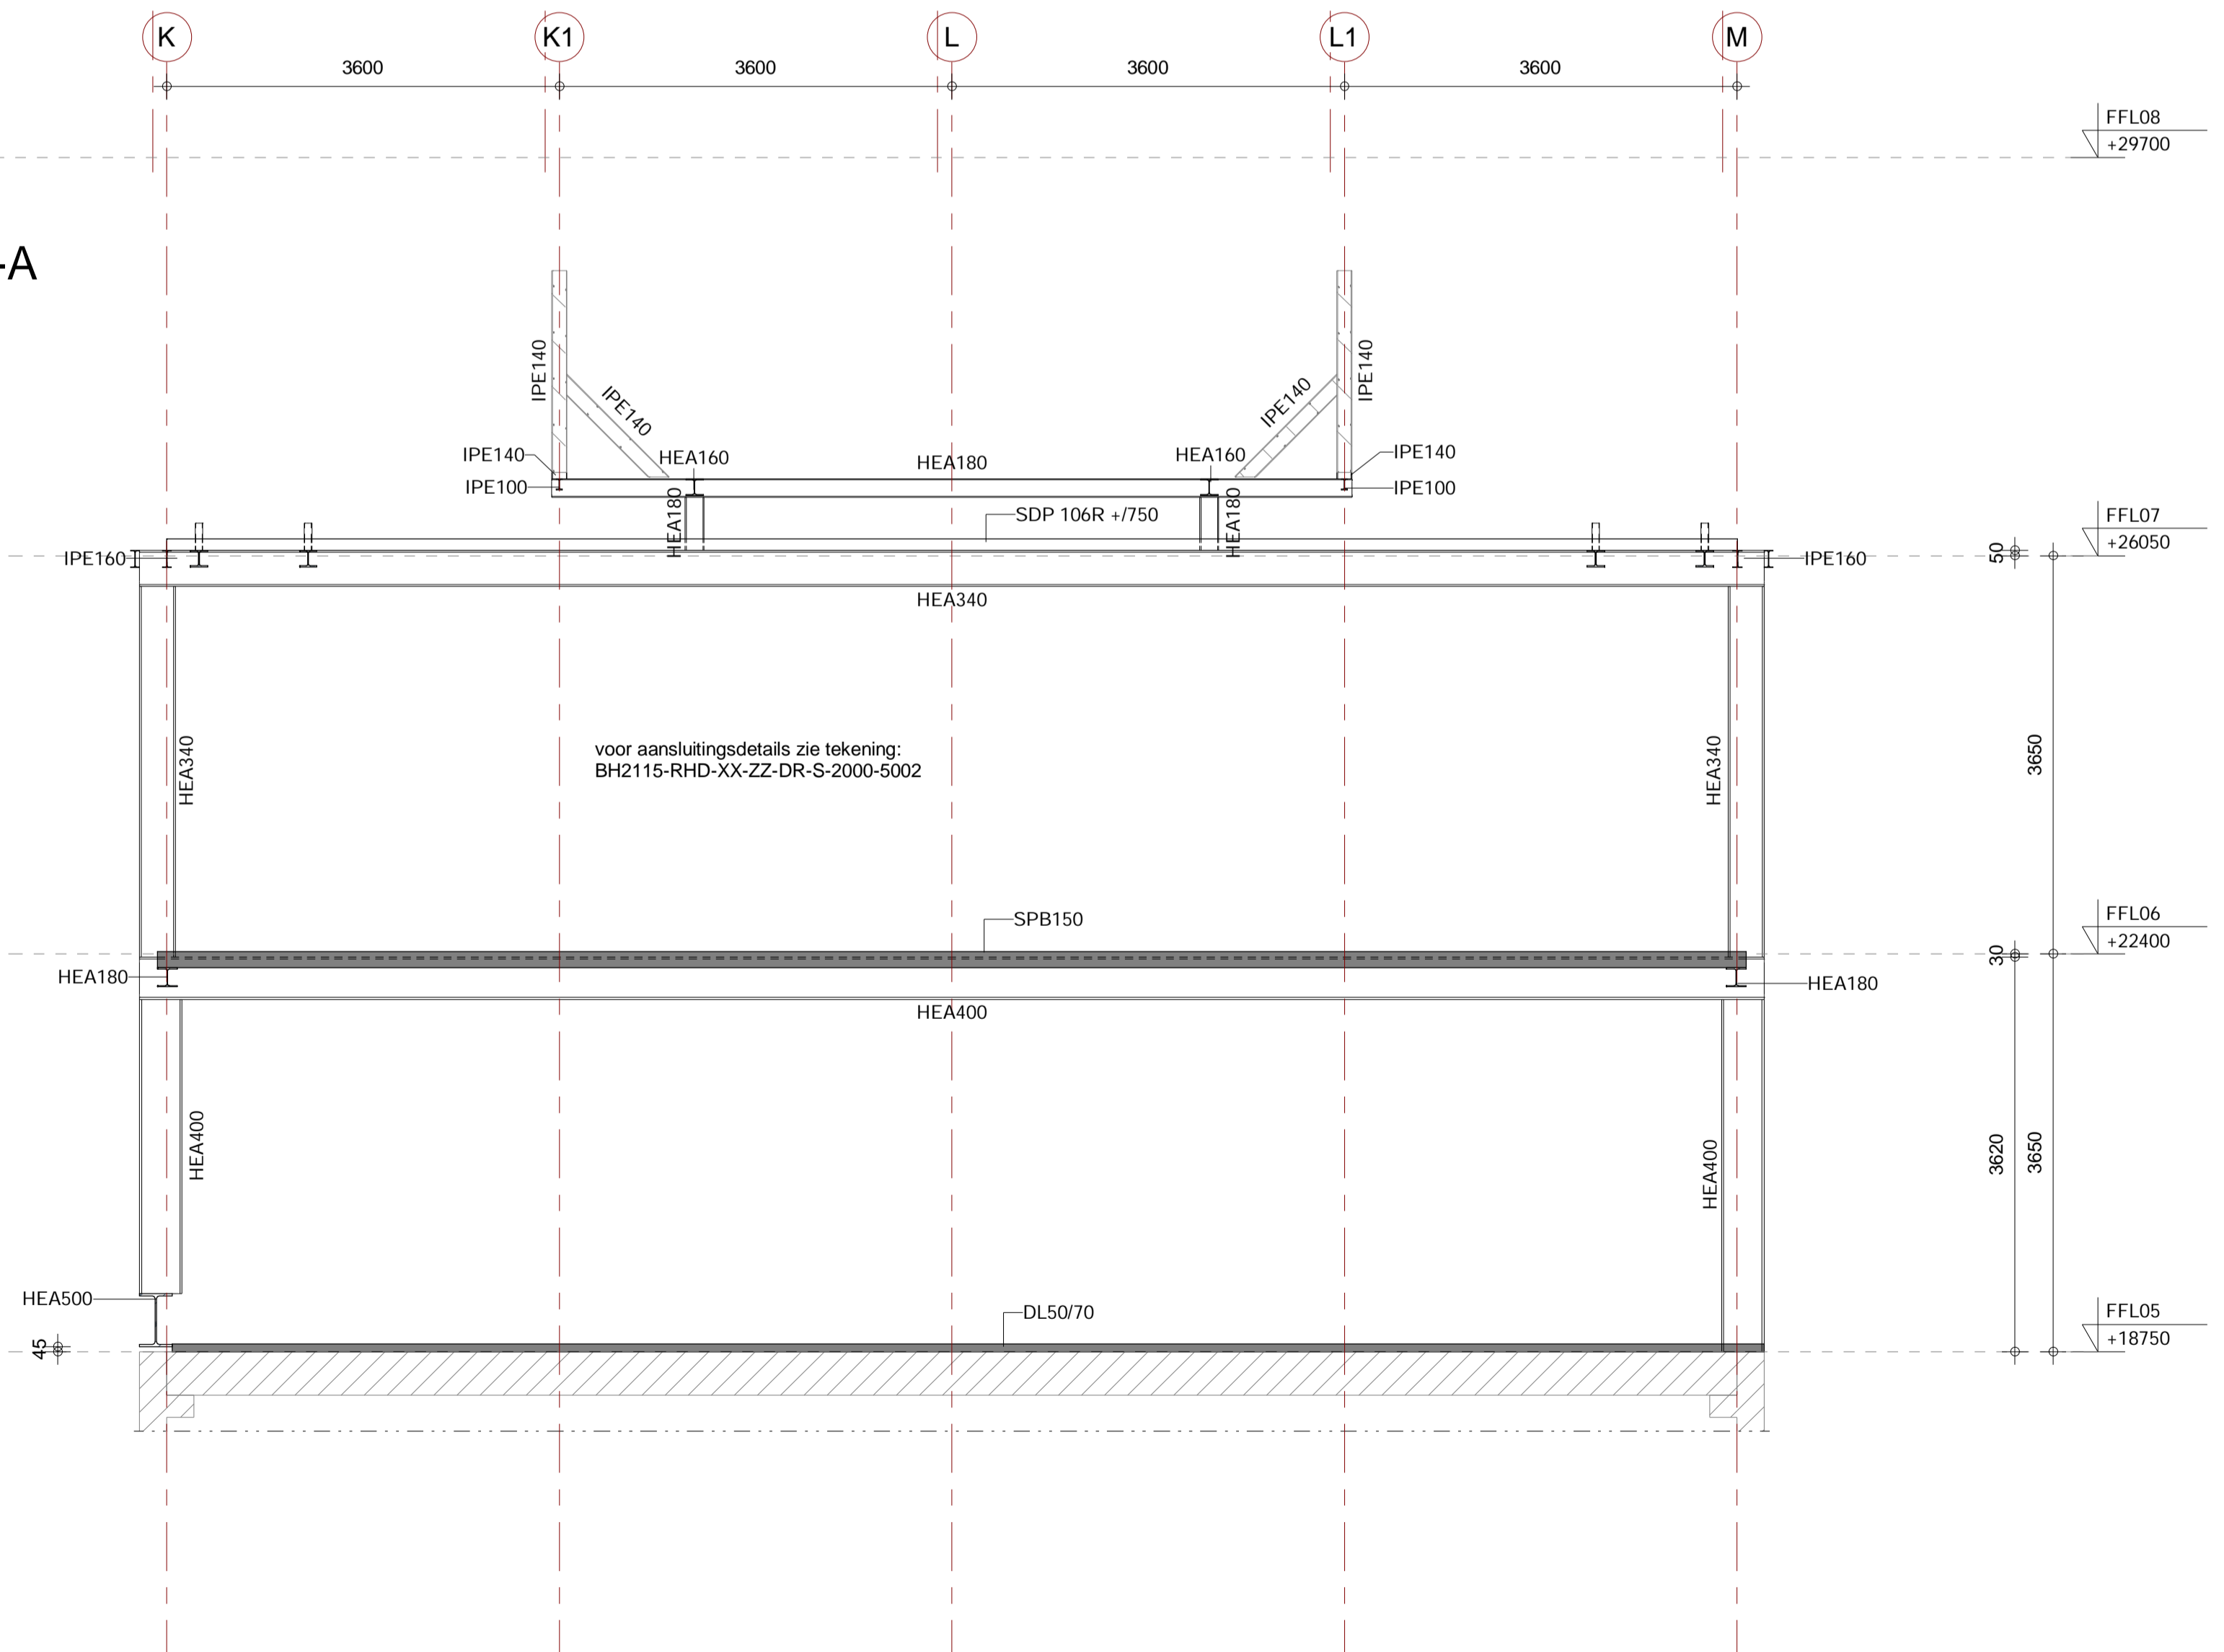 K K1 L L1 M
3600 3600 3600 3600
FFL08
+29700
-A
IPE140 IPE140 IPE140 IPE140
IPE140 HEA160 HEA180 HEA160 IPE140
IPE100 IPE100
HEA180 SDP 106R +/750 HEA180
FFL07
+26050
50
IPE160 IPE160
HEA340
HEA340 HEA340
voor aansluitingsdetails zie tekening:
BH2115-RHD-XX-ZZ-DR-S-2000-5002
3650
SPB150
FFL06
+22400
30
HEA180 HEA180
HEA400
HEA400 HEA400
3620 3650
HEA500
DL50/70
FFL05
+18750
45